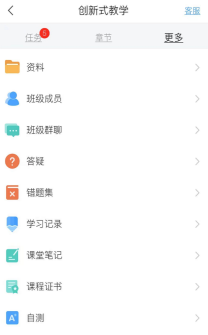 创新式教学 客服
任务 5 章节 更多
资料
班级成员
班级群聊
答疑
错题集
学习记录
课堂笔记
课程证书
自测